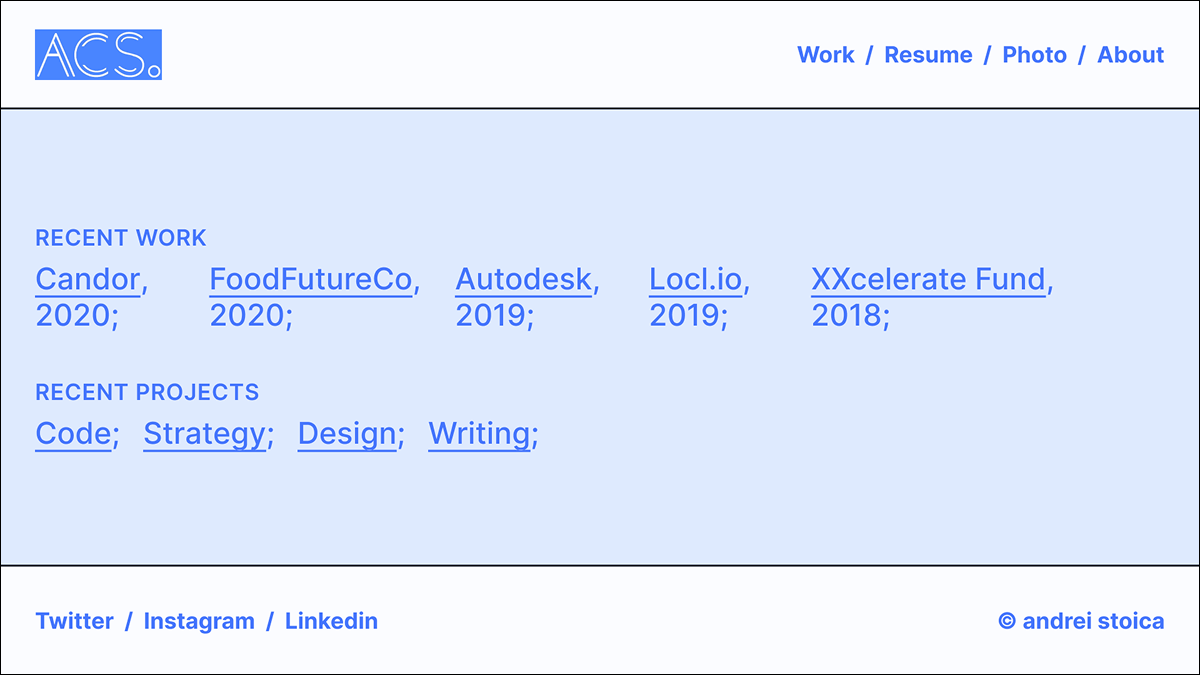 ACS.
Work / Resume / Photo / About
RECENT WORK
Candor, FoodFutureCo, Autodesk, Locl.io, XXcelerate Fund,
2020; 2020; 2019; 2019; 2018;
RECENT PROJECTS
Code; Strategy; Design; Writing;
Twitter / Instagram / Linkedin
© andrei stoica